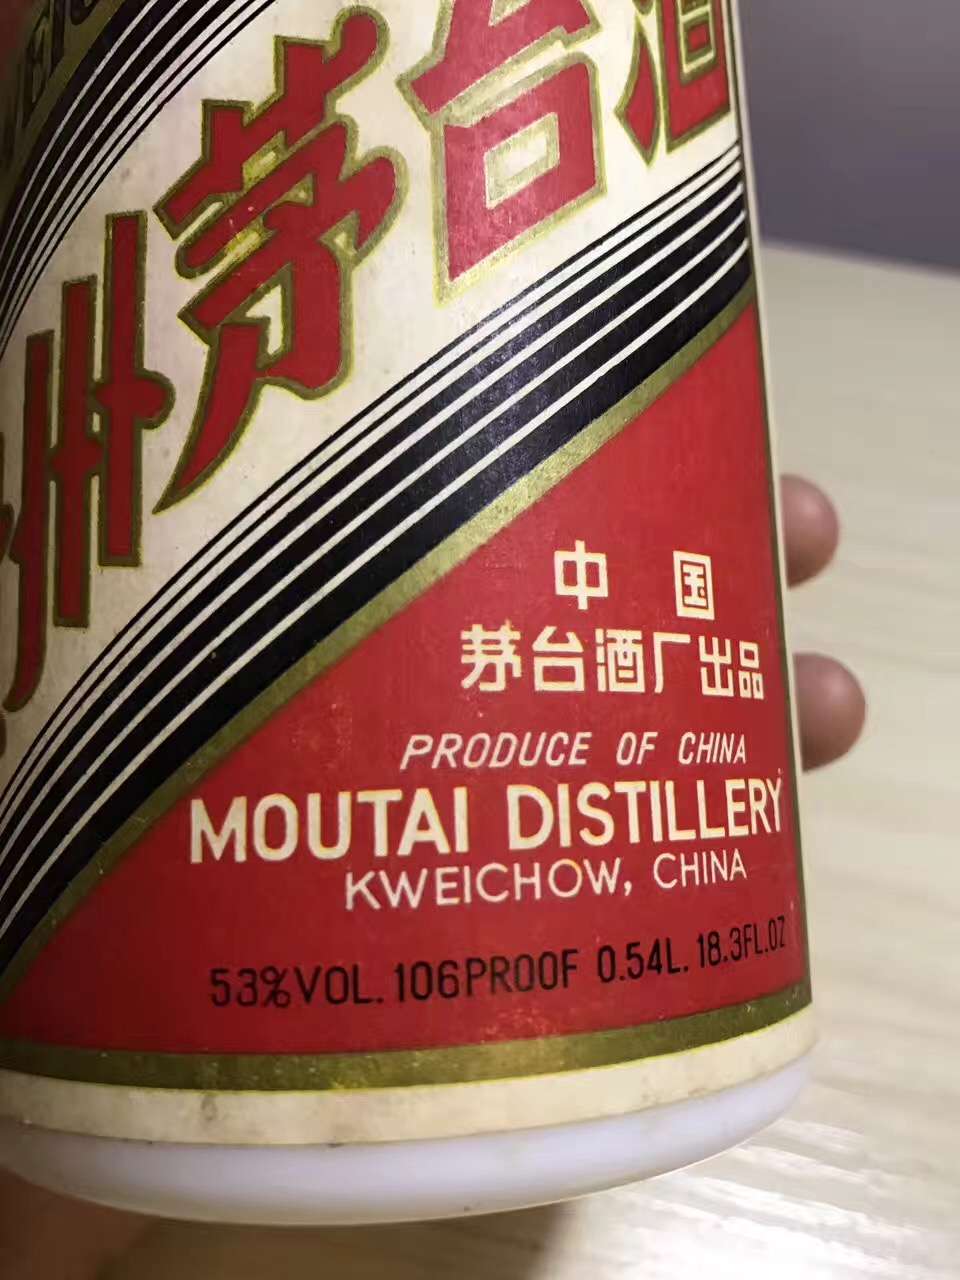 州茅台酒
中国
茅台酒厂出品
PRODUCE OF CHINA
MOUTAI DISTILLERY
KWEICHOW, CHINA
53%VOL. 106PROOF 0.54L. 18.3FL.OZ